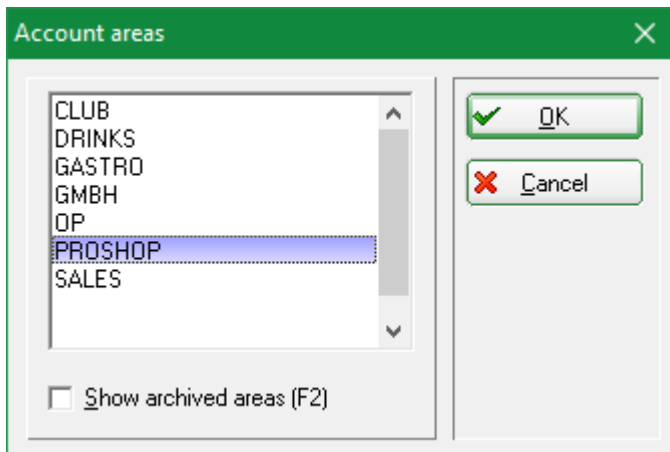 Account areas
CLUB
DRINKS
GASTRO
GMBH
OP
PROSHOP
SALES
Show archived areas (F2)
OK
Cancel